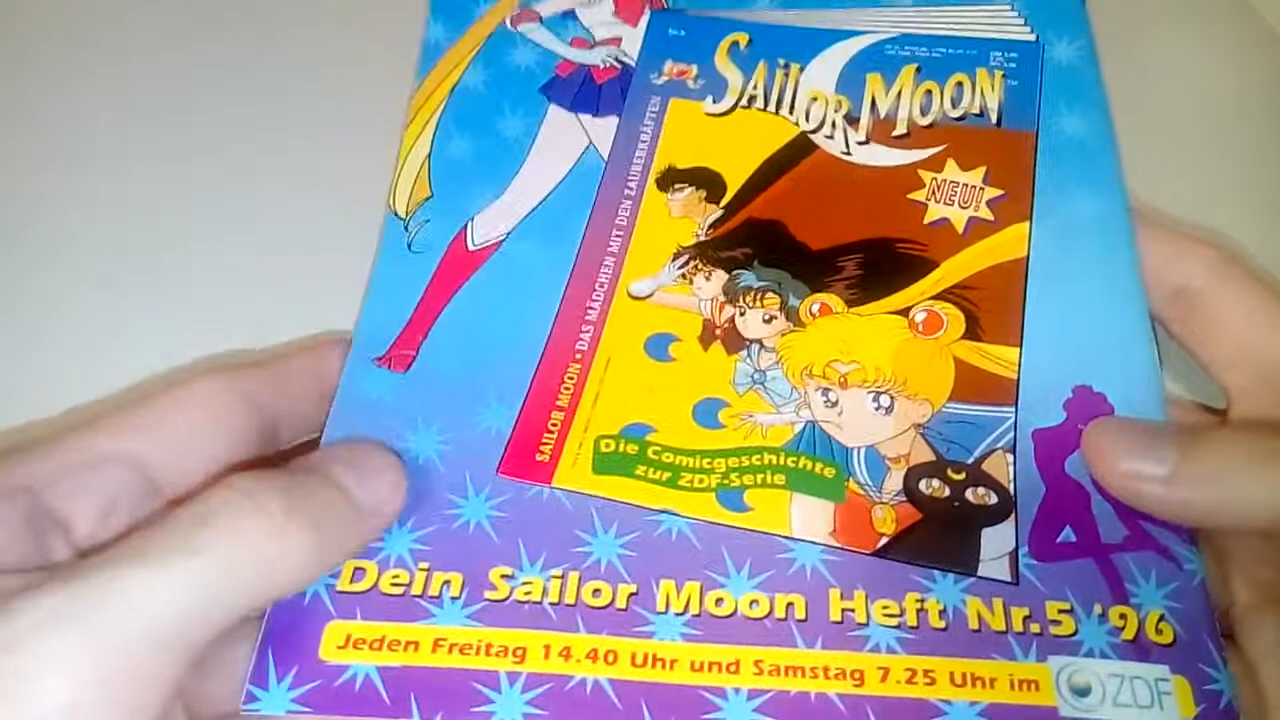 SAILOR MOON
NEU!
SAILOR MOON • DAS MÄDCHEN MIT DEN ZAUBERKRÄFTEN
Die Comicgeschichte
zur ZDF-Serie
Dein Sailor Moon Heft Nr.5 '96
Jeden Freitag 14.40 Uhr und Samstag 7.25 Uhr im ZDF